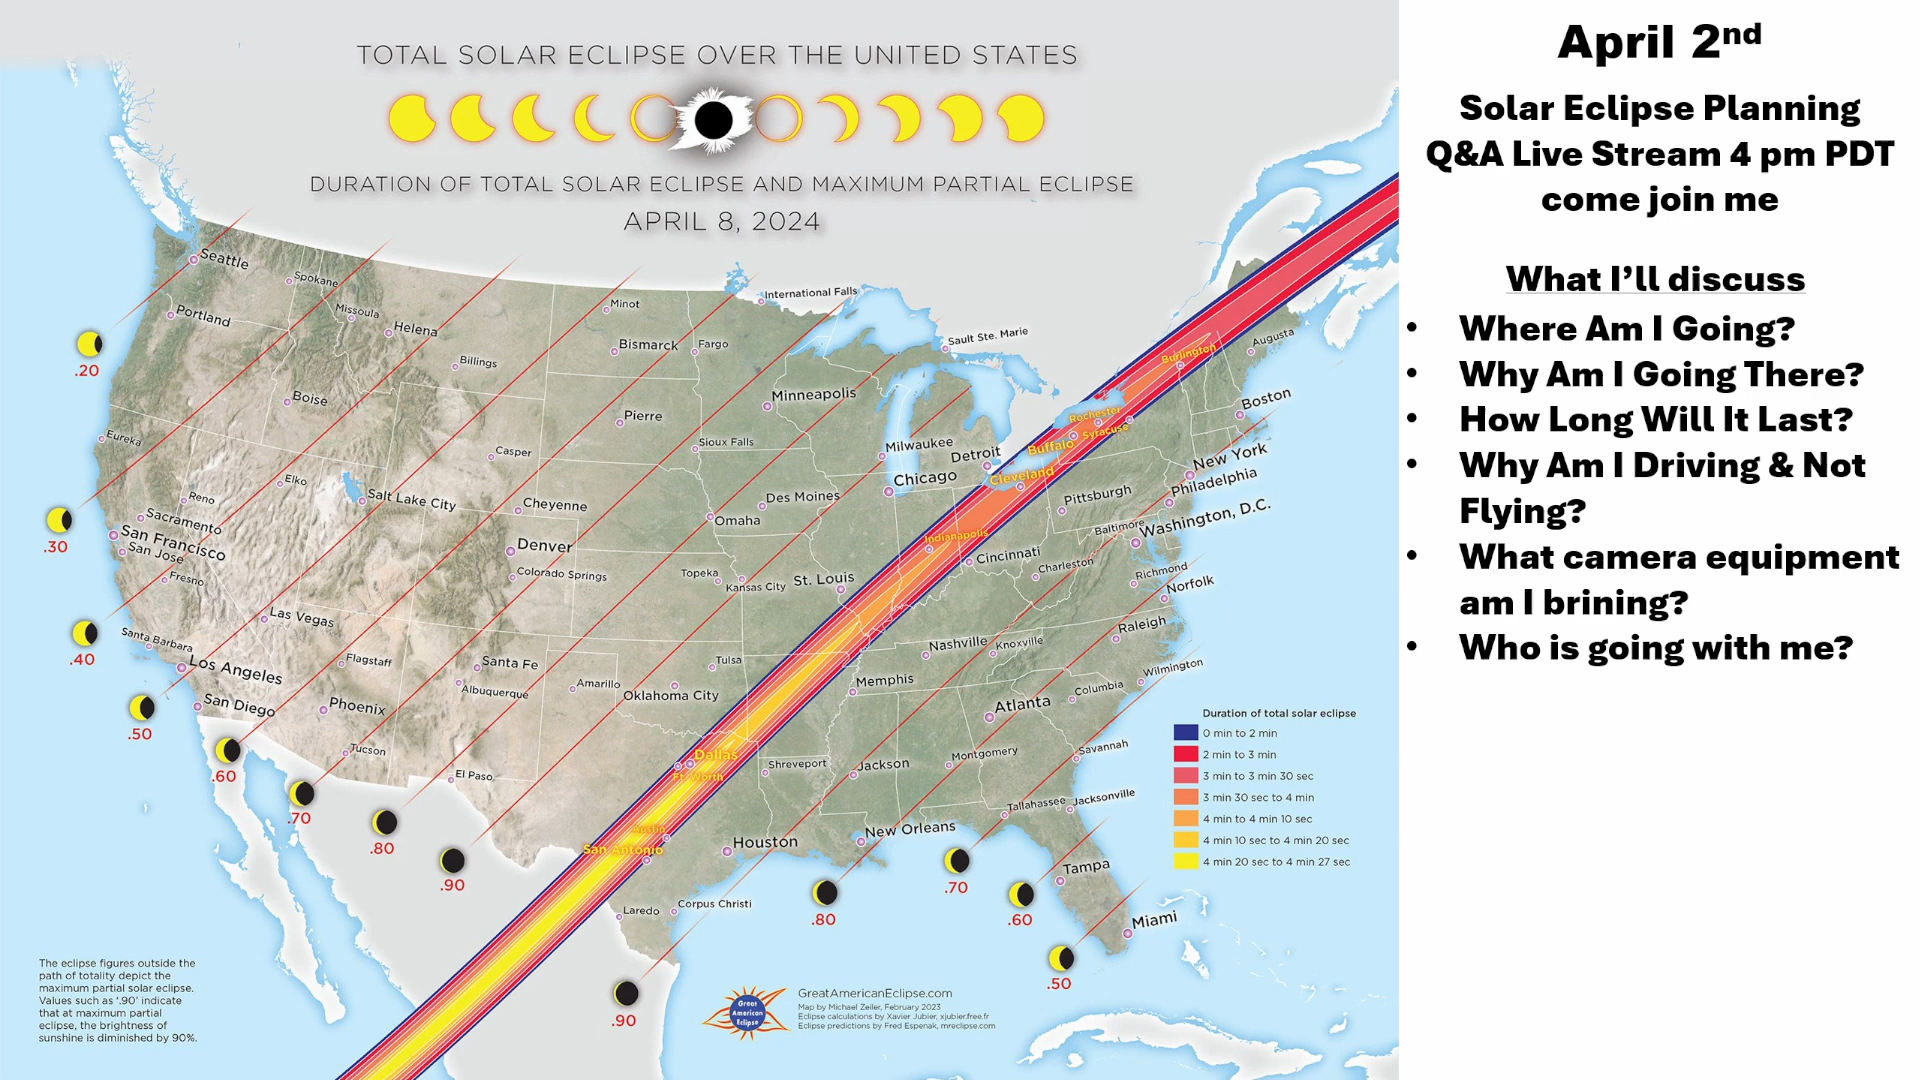 TOTAL SOLAR ECLIPSE OVER THE UNITED STATES
DURATION OF TOTAL SOLAR ECLIPSE AND MAXIMUM PARTIAL ECLIPSE
APRIL 8, 2024
Seattle
Spokane
Portland
Missoula
Helena
Billings
Boise
Eureka
Elko
Reno
Sacramento
San Francisco
San Jose
Fresno
Salt Lake City
Las Vegas
Santa Barbara
Los Angeles
San Diego
Flagstaff
Phoenix
Tucson
Minot
Bismarck
Fargo
International Falls
Minneapolis
Pierre
Sioux Falls
Casper
Cheyenne
Denver
Colorado Springs
Omaha
Des Moines
Topeka
Kansas City
St. Louis
Santa Fe
Albuquerque
Amarillo
Oklahoma City
Tulsa
El Paso
Dallas
Ft. Worth
Austin
San Antonio
Houston
Laredo
Corpus Christi
Shreveport
Jackson
New Orleans
Memphis
Nashville
Knoxville
Atlanta
Montgomery
Columbia
Savannah
Tallahassee
Jacksonville
Tampa
Miami
Sault Ste. Marie
Milwaukee
Chicago
Detroit
Cleveland
Buffalo
Rochester
Syracuse
Burlington
Augusta
Boston
New York
Philadelphia
Pittsburgh
Baltimore
Washington, D.C.
Indianapolis
Cincinnati
Charleston
Richmond
Norfolk
Raleigh
Wilmington
.20
.30
.40
.50
.60
.70
.80
.90
.90
.80
.70
.60
.50
Duration of total solar eclipse
0 min to 2 min
2 min to 3 min
3 min to 3 min 30 sec
3 min 30 sec to 4 min
4 min to 4 min 10 sec
4 min 10 sec to 4 min 20 sec
4 min 20 sec to 4 min 27 sec
The eclipse figures outside the
path of totality depict the
maximum partial solar eclipse.
Values such as '.90' indicate
that at maximum partial
eclipse, the brightness of
sunshine is diminished by 90%.
Great
American
Eclipse
GreatAmericanEclipse.com
Map by Michael Zeiler, February 2023
Eclipse calculations by Xavier Jubier, xjubier.free.fr
Eclipse predictions by Fred Espenak, mreclipse.com
April 2nd
Solar Eclipse Planning
Q&A Live Stream 4 pm PDT
come join me
What I'll discuss
• Where Am I Going?
• Why Am I Going There?
• How Long Will It Last?
• Why Am I Driving & Not
Flying?
• What camera equipment
am I brining?
• Who is going with me?